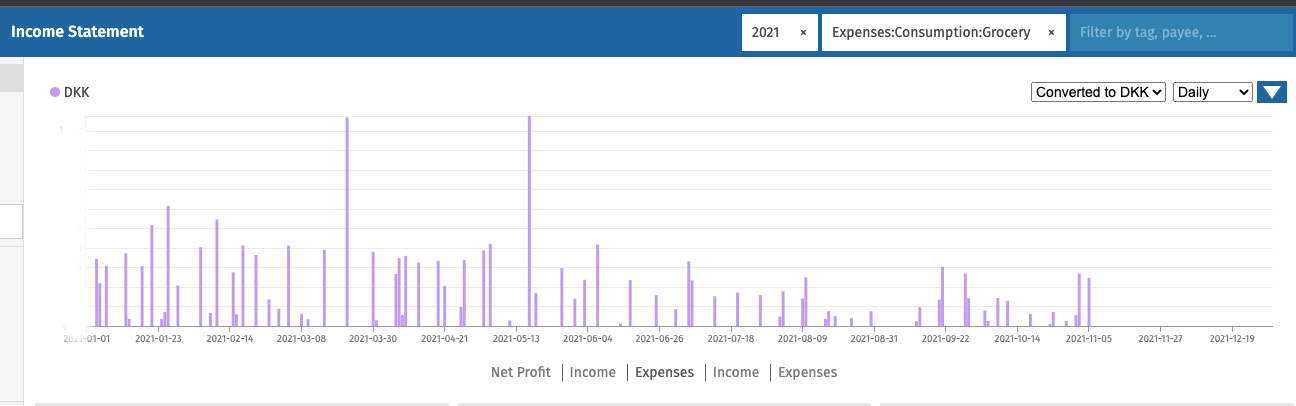 Income Statement 2021 × Expenses:Consumption:Grocery × Filter by tag, payee, ...
DKK Converted to DKK Daily
2021-01-01 2021-01-23 2021-02-14 2021-03-08 2021-03-30 2021-04-21 2021-05-13 2021-06-04 2021-06-26 2021-07-18 2021-08-09 2021-08-31 2021-09-22 2021-10-14 2021-11-05 2021-11-27 2021-12-19
Net Profit Income Expenses Income Expenses